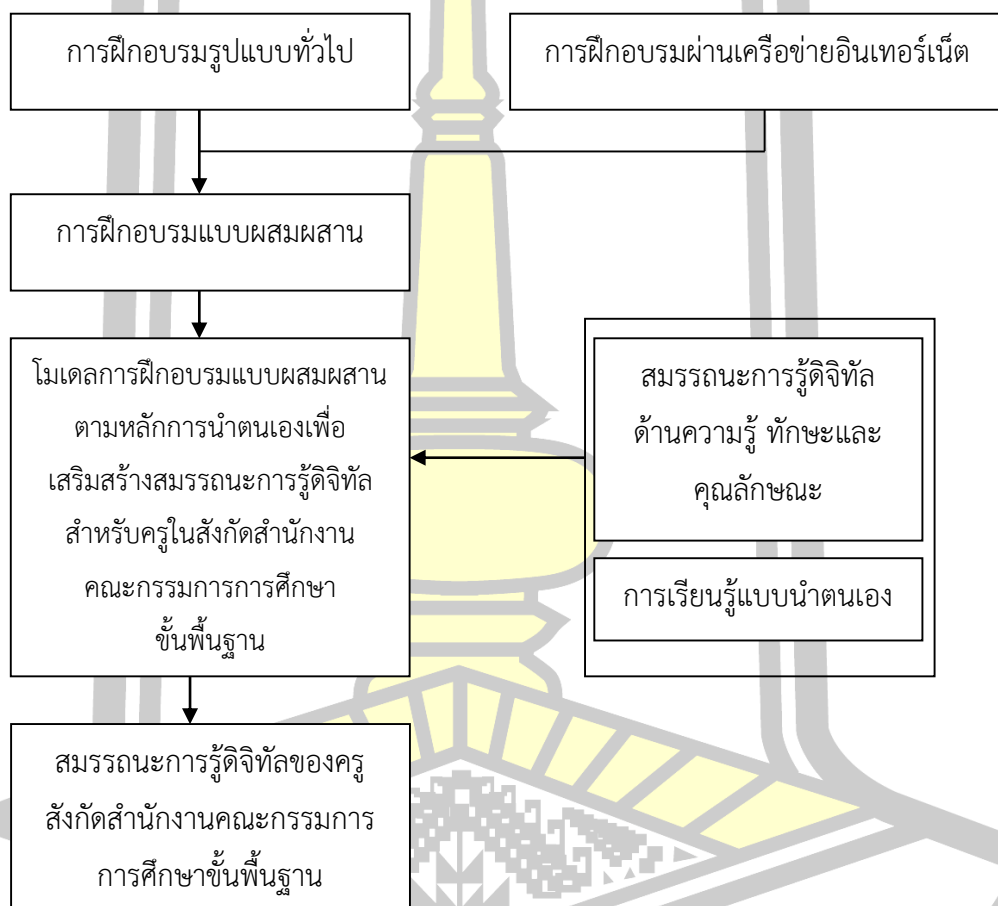 การฝึกอบรมรูปแบบทั่วไป
การฝึกอบรมผ่านเครือข่ายอินเทอร์เน็ต
การฝึกอบรมแบบผสมผสาน
โมเดลการฝึกอบรมแบบผสมผสาน
ตามหลักการนำตนเองเพื่อ
เสริมสร้างสมรรถนะการรู้ดิจิทัล
สำหรับครูในสังกัดสำนักงาน
คณะกรรมการการศึกษา
ขั้นพื้นฐาน
สมรรถนะการรู้ดิจิทัล
ด้านความรู้ ทักษะและ
คุณลักษณะ
การเรียนรู้แบบนำตนเอง
สมรรถนะการรู้ดิจิทัลของครู
สังกัดสำนักงานคณะกรรมการ
การศึกษาขั้นพื้นฐาน